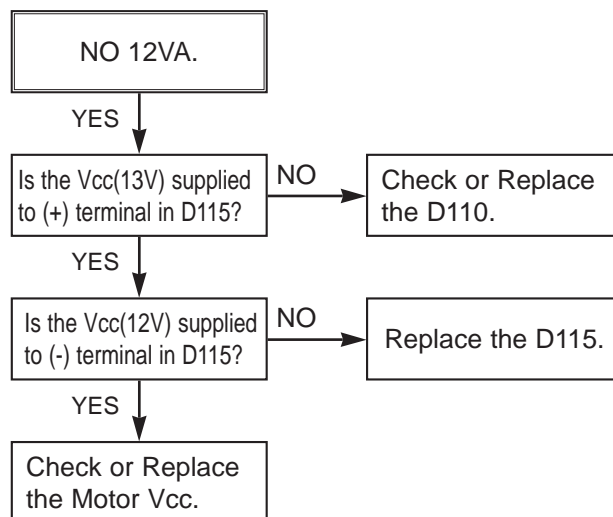 NO 12VA.
YES
Is the Vcc(13V) supplied
to (+) terminal in D115?
NO
Check or Replace
the D110.
YES
Is the Vcc(12V) supplied
to (-) terminal in D115?
NO
Replace the D115.
YES
Check or Replace
the Motor Vcc.